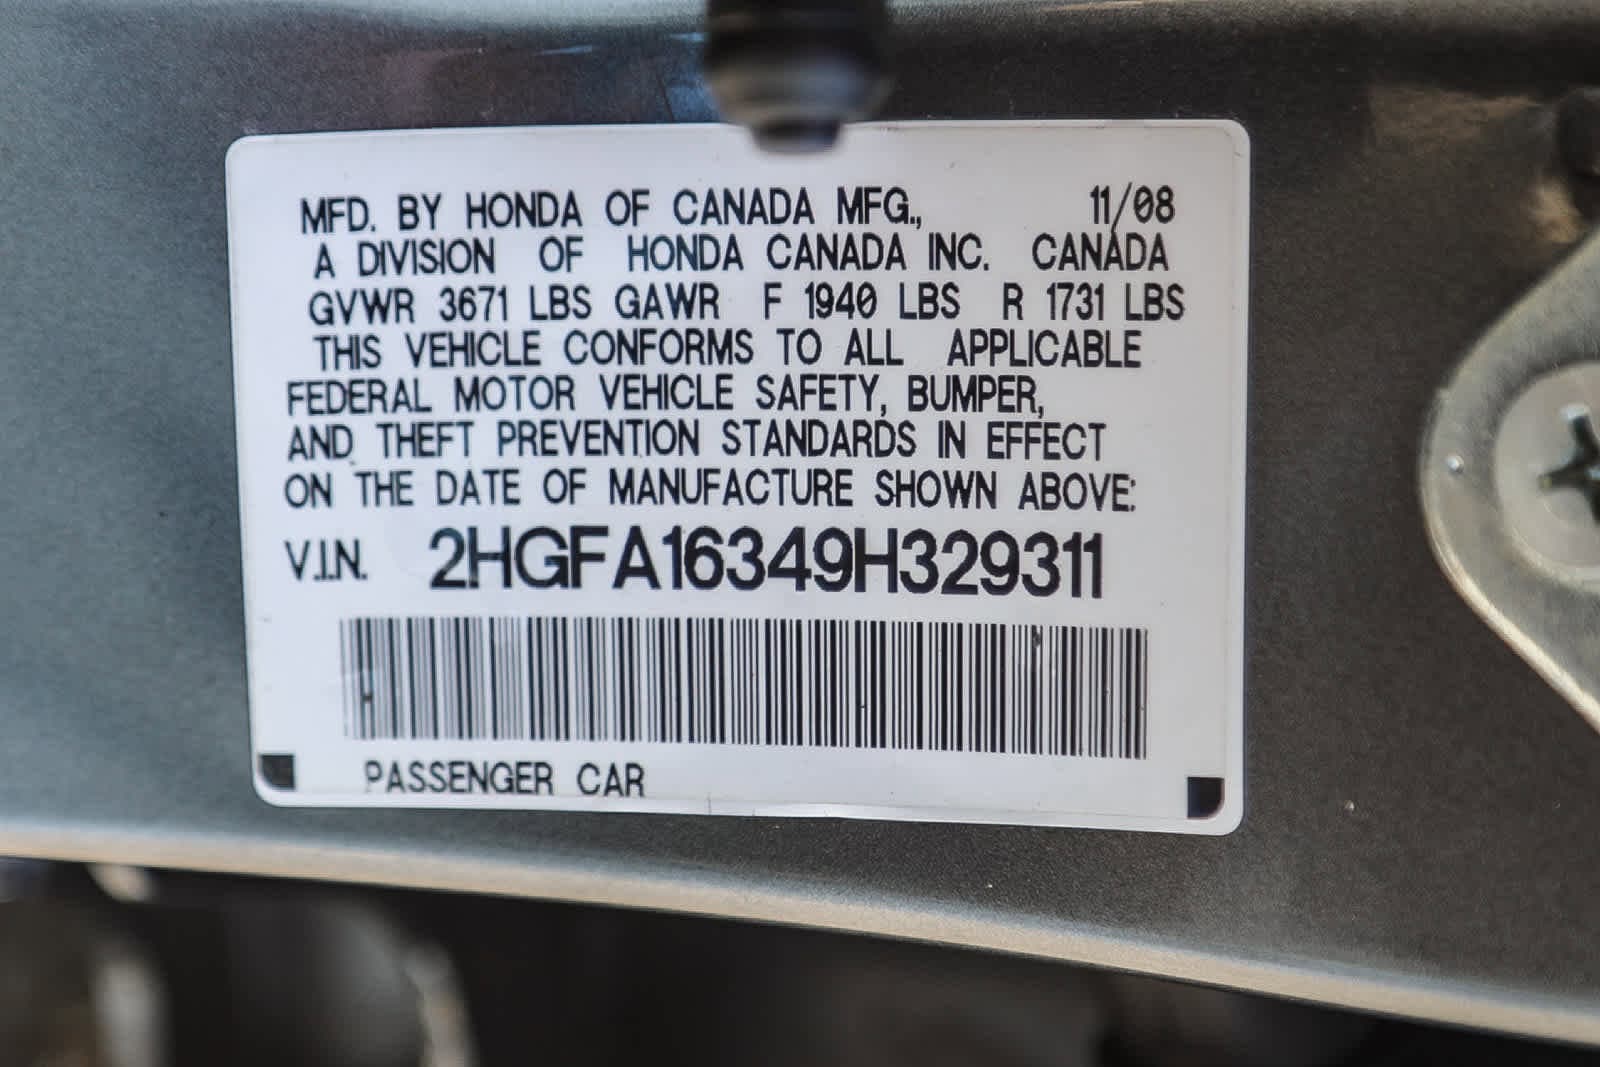 MFD. BY HONDA OF CANADA MFG., 11/08
A DIVISION OF HONDA CANADA INC. CANADA
GVWR 3671 LBS GAWR F 1940 LBS R 1731 LBS
THIS VEHICLE CONFORMS TO ALL APPLICABLE
FEDERAL MOTOR VEHICLE SAFETY, BUMPER,
AND THEFT PREVENTION STANDARDS IN EFFECT
ON THE DATE OF MANUFACTURE SHOWN ABOVE:
V.I.N. 2HGFA16349H329311
PASSENGER CAR